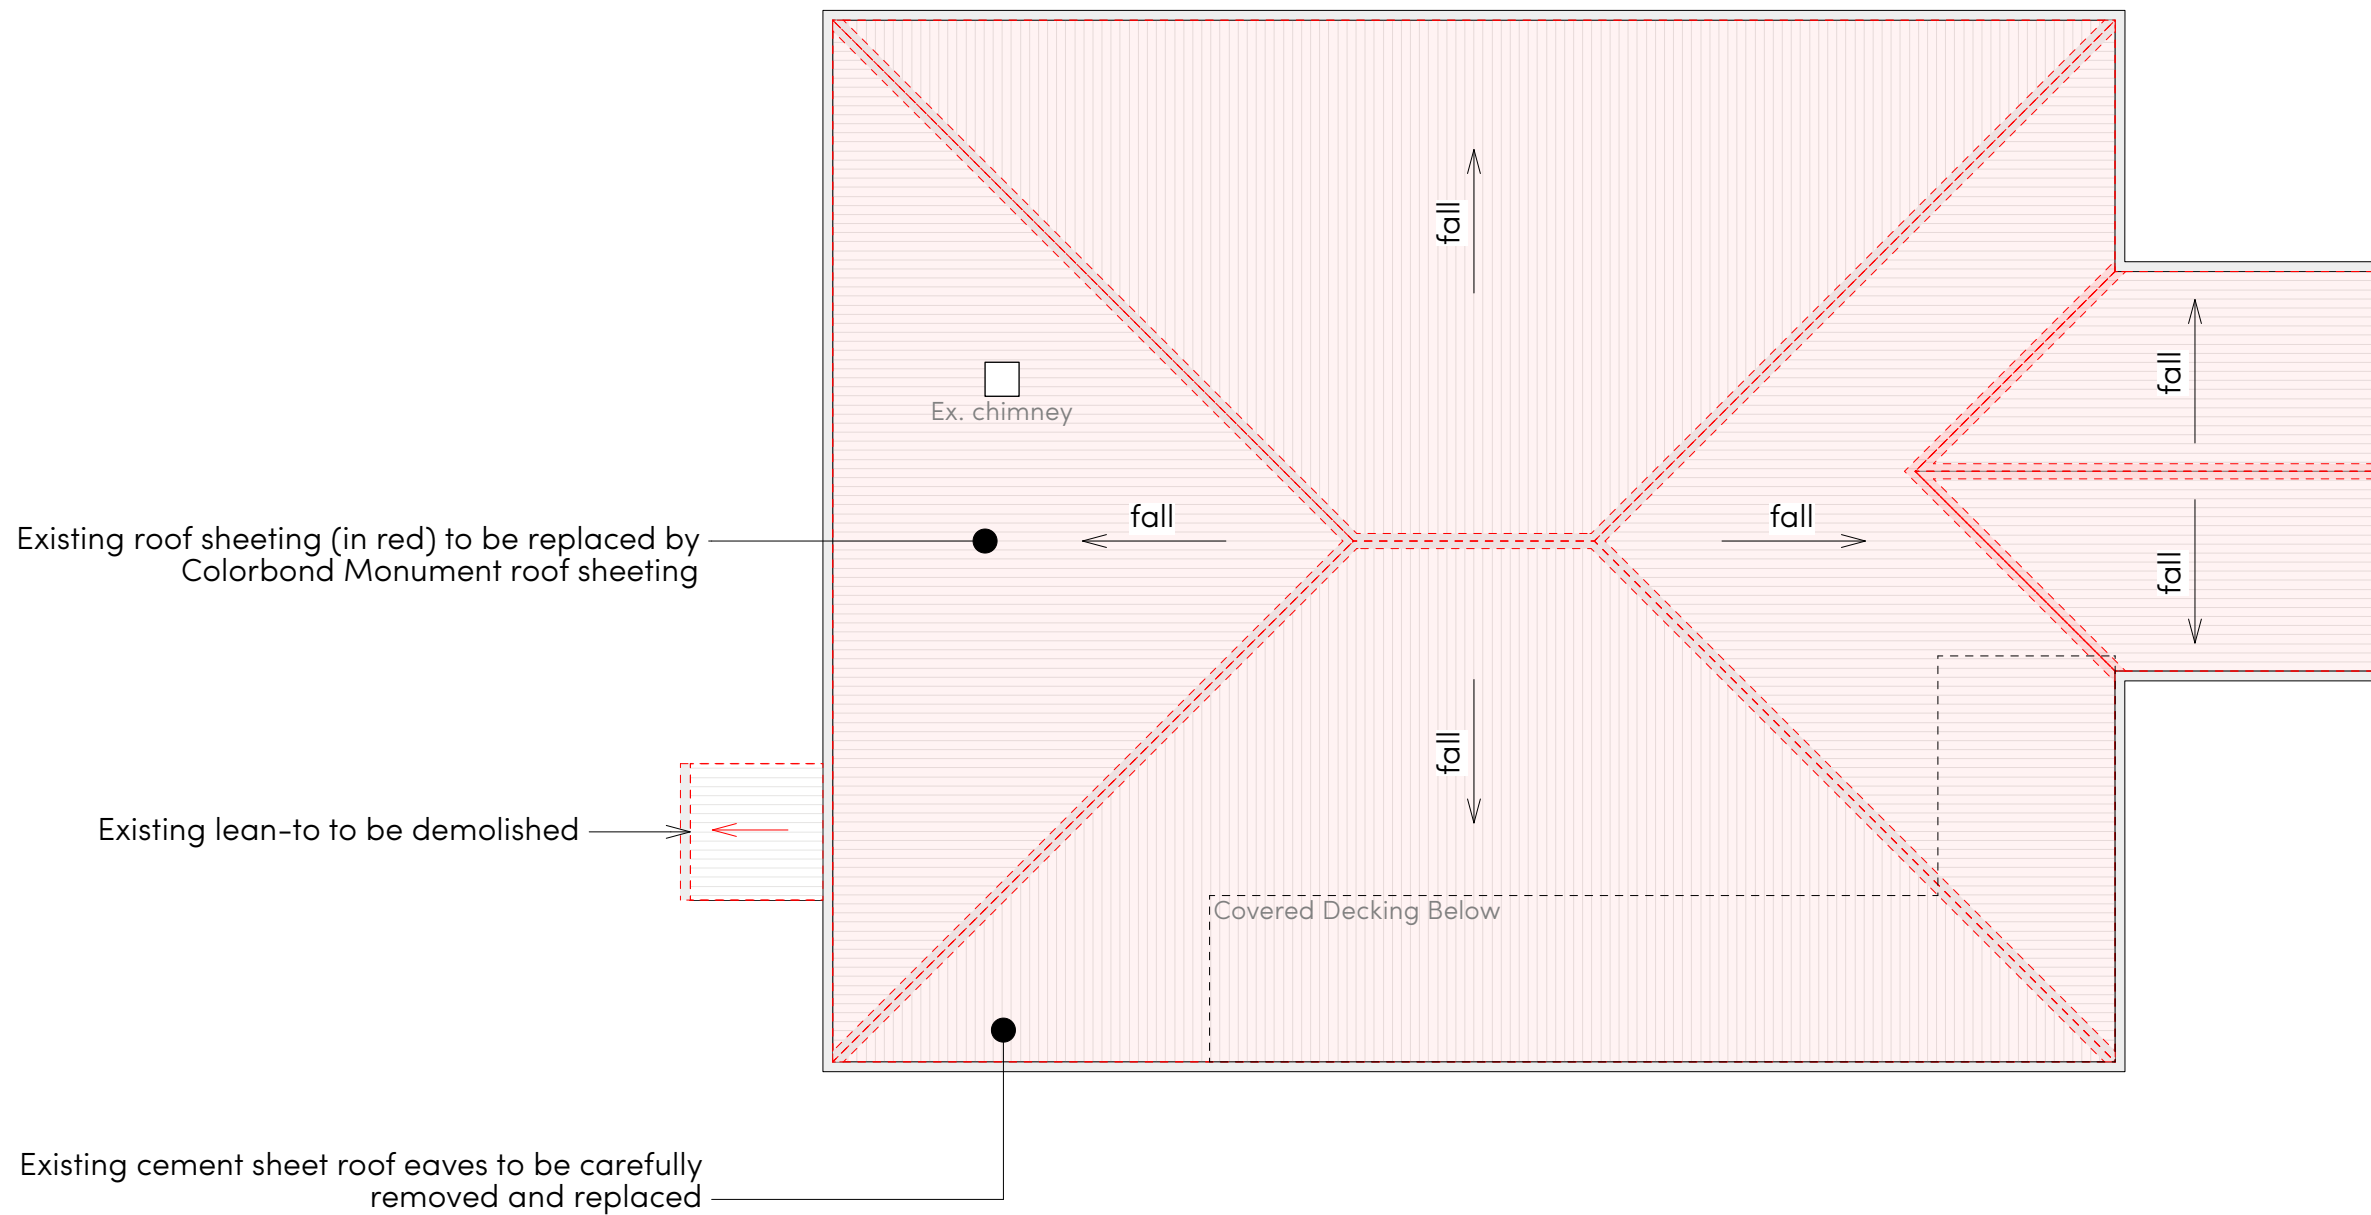 fall
fall
Ex. chimney
fall
fall
Existing roof sheeting (in red) to be replaced by
Colorbond Monument roof sheeting
fall
fall
Existing lean-to to be demolished
Covered Decking Below
Existing cement sheet roof eaves to be carefully
removed and replaced